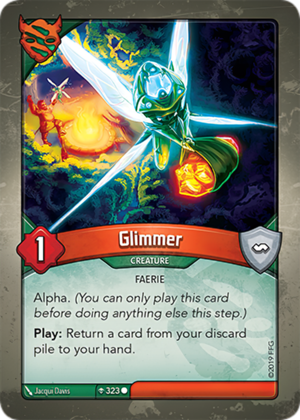 Glimmer
1
CREATURE
FAERIE
Alpha. (You can only play this card
before doing anything else this step.)
Play: Return a card from your discard
pile to your hand.
Jacqui Davis
323
©2019 FFG